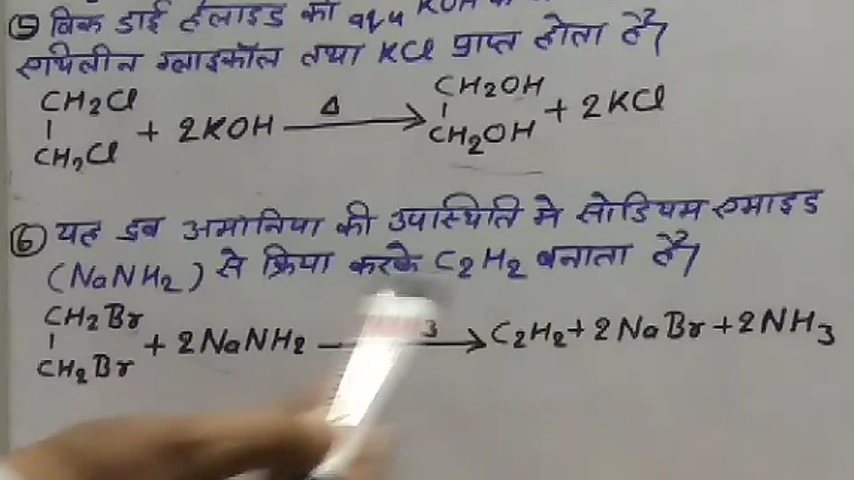 ⑤ विक डाई हैलाइड को
एथिलीन ग्लाइकॉल तथा KCl प्राप्त होता है।
CH2Cl CH2OH
| + 2KOH —Δ→ | + 2KCl
CH2Cl CH2OH
⑥ यह द्रव अमोनिया की उपस्थिति मे सोडियम एमाइड
(NaNH2) से क्रिया करके C2H2 बनाता है।
CH2Br
| + 2NaNH2 3→ C2H2 + 2NaBr + 2NH3
CH2Br